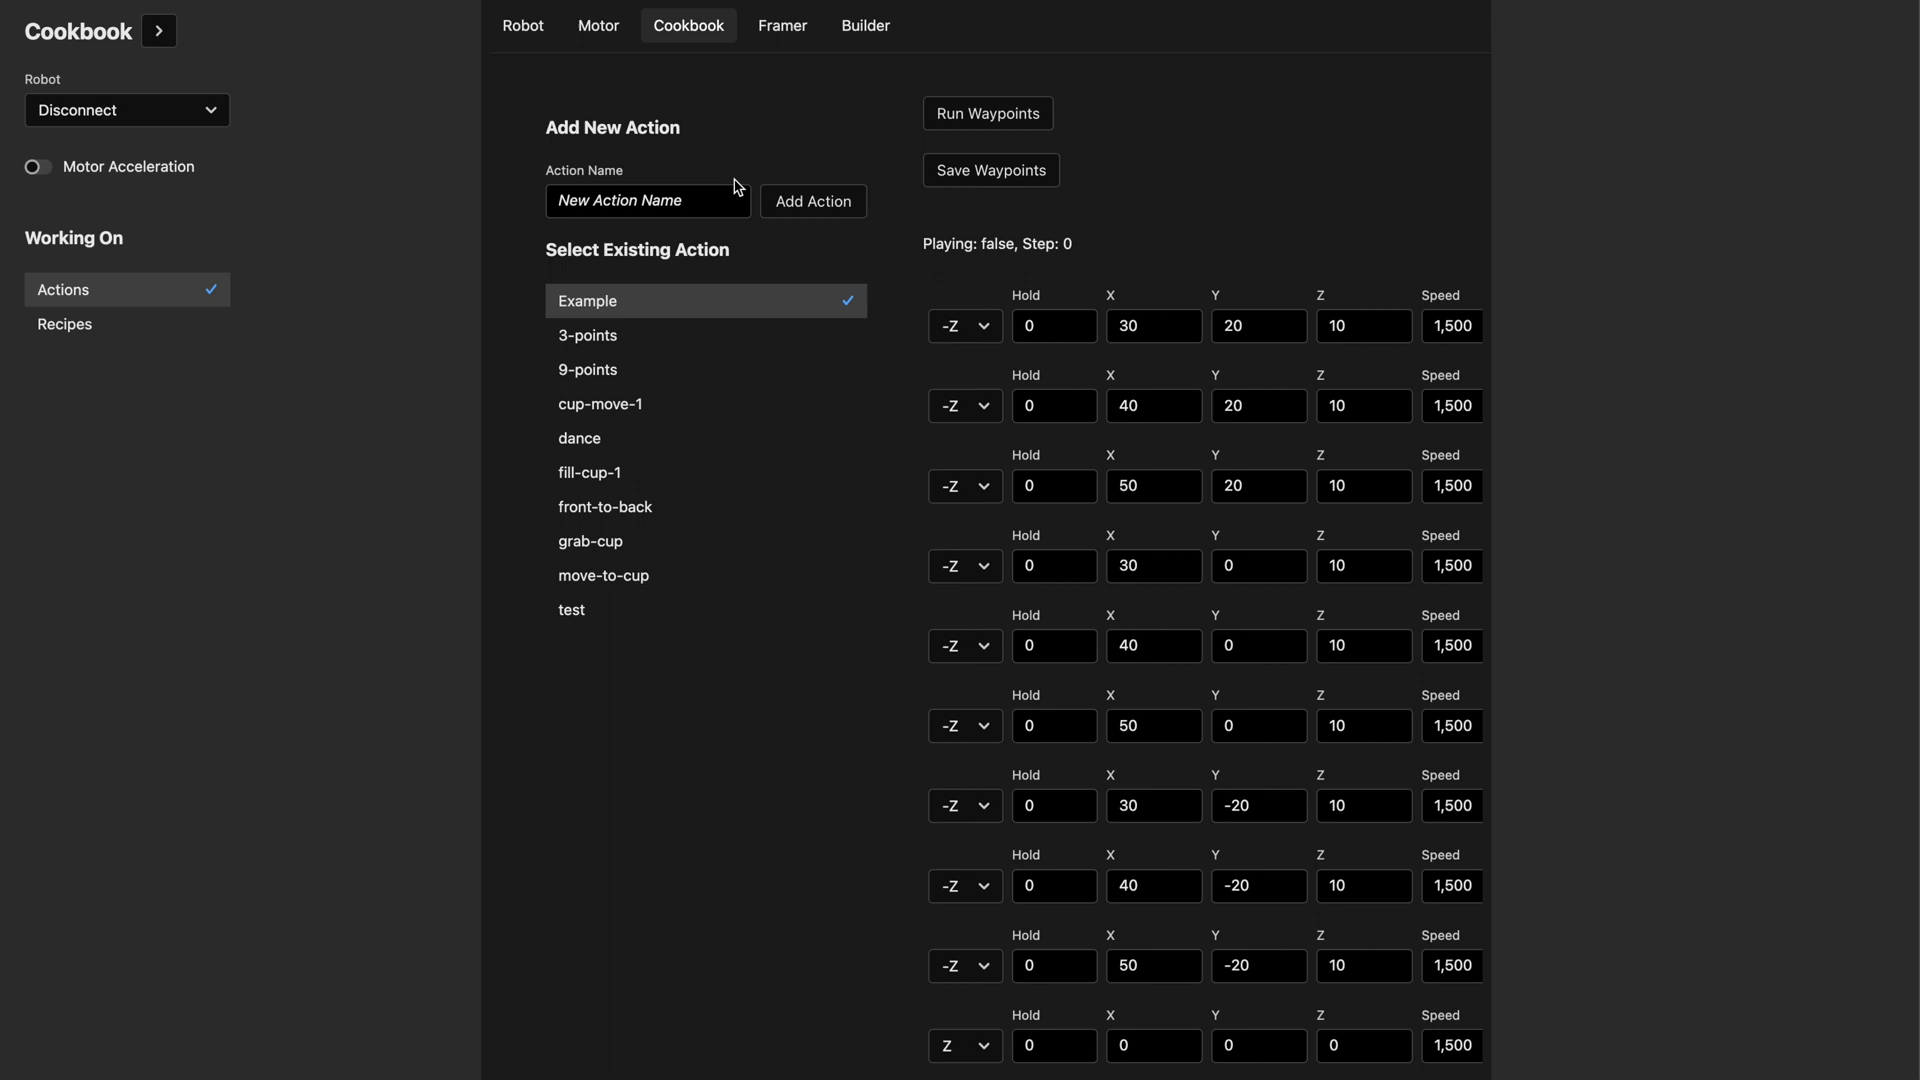 Cookbook
Robot
Disconnect
Motor Acceleration
Working On
Actions
Recipes
Robot Motor Cookbook Framer Builder
Add New Action
Action Name
New Action Name Add Action
Select Existing Action
Example
3-points
9-points
cup-move-1
dance
fill-cup-1
front-to-back
grab-cup
move-to-cup
test
Run Waypoints
Save Waypoints
Playing: false, Step: 0
Hold X Y Z Speed
-Z 0 30 20 10 1,500
Hold X Y Z Speed
-Z 0 40 20 10 1,500
Hold X Y Z Speed
-Z 0 50 20 10 1,500
Hold X Y Z Speed
-Z 0 30 0 10 1,500
Hold X Y Z Speed
-Z 0 40 0 10 1,500
Hold X Y Z Speed
-Z 0 50 0 10 1,500
Hold X Y Z Speed
-Z 0 30 -20 10 1,500
Hold X Y Z Speed
-Z 0 40 -20 10 1,500
Hold X Y Z Speed
-Z 0 50 -20 10 1,500
Hold X Y Z Speed
Z 0 0 0 0 1,500